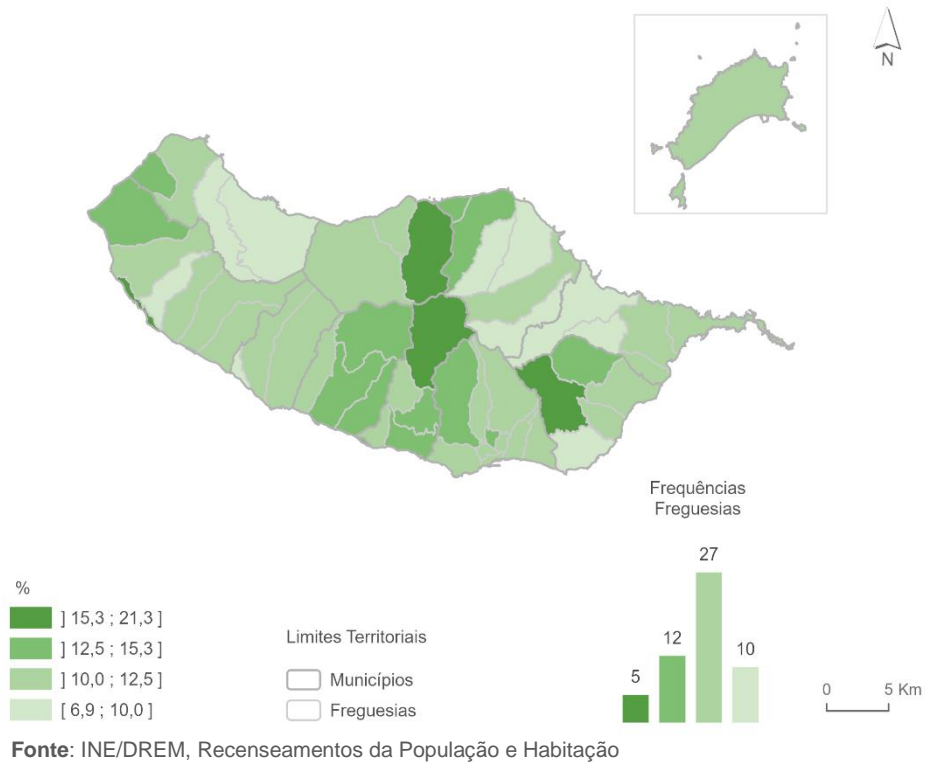 N
Frequências
Freguesias
27
12
10
5
%
] 15,3 ; 21,3 ]
] 12,5 ; 15,3 ]
] 10,0 ; 12,5 ]
[ 6,9 ; 10,0 ]
Limites Territoriais
Municípios
Freguesias
0 5 Km
Fonte: INE/DREM, Recenseamentos da População e Habitação